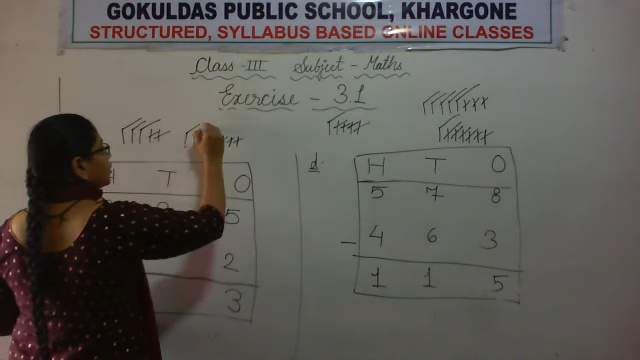 GOKULDAS PUBLIC SCHOOL, KHARGONE
STRUCTURED, SYLLABUS BASED ONLINE CLASSES
Class-III Subject - Maths
Exercise - 3.1
T O
5
2
3
d.
H T O
5 7 8
- 4 6 3
1 1 5